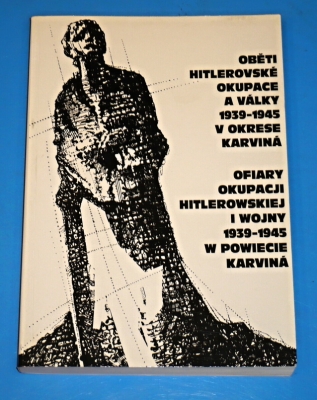 OBĚTI
HITLEROVSKÉ
OKUPACE
A VÁLKY
1939-1945
V OKRESE
KARVINÁ
OFIARY
OKUPACJI
HITLEROWSKIEJ
I WOJNY
1939-1945
W POWIECIE
KARVINÁ